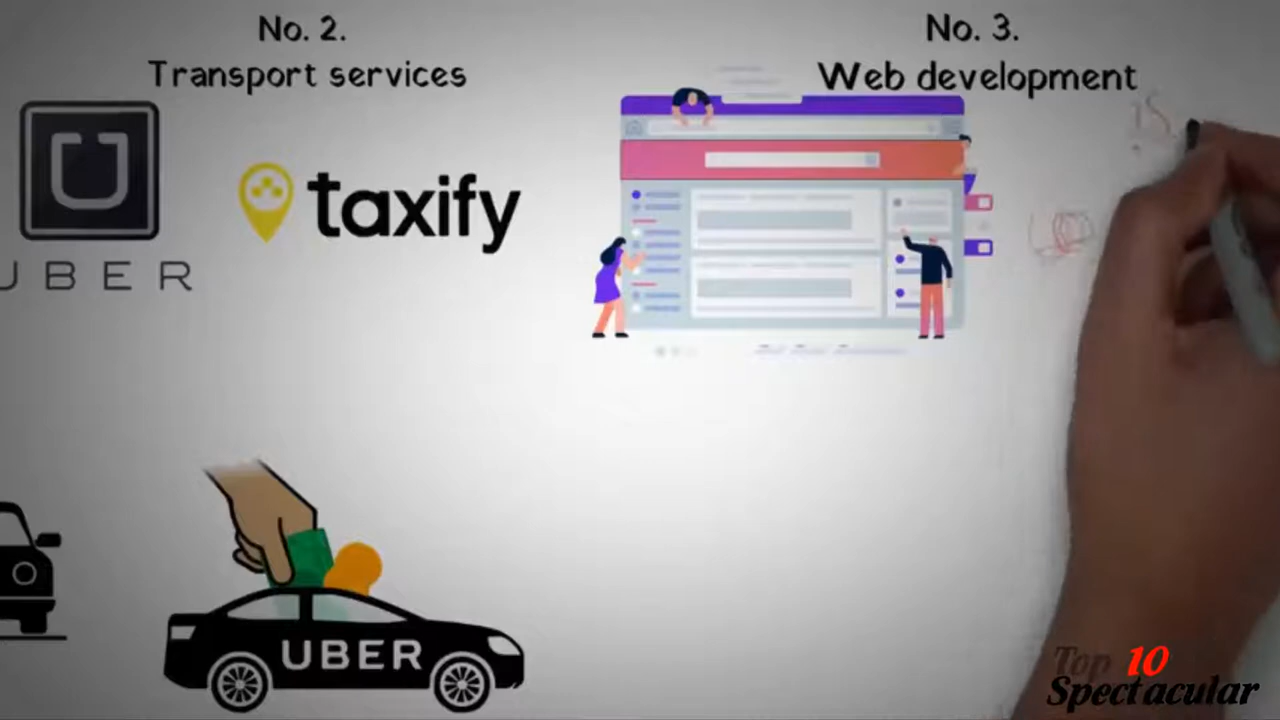 No. 2.
Transport services
No. 3.
Web development
UBER
taxify
UBER
Top 10
Spectacular